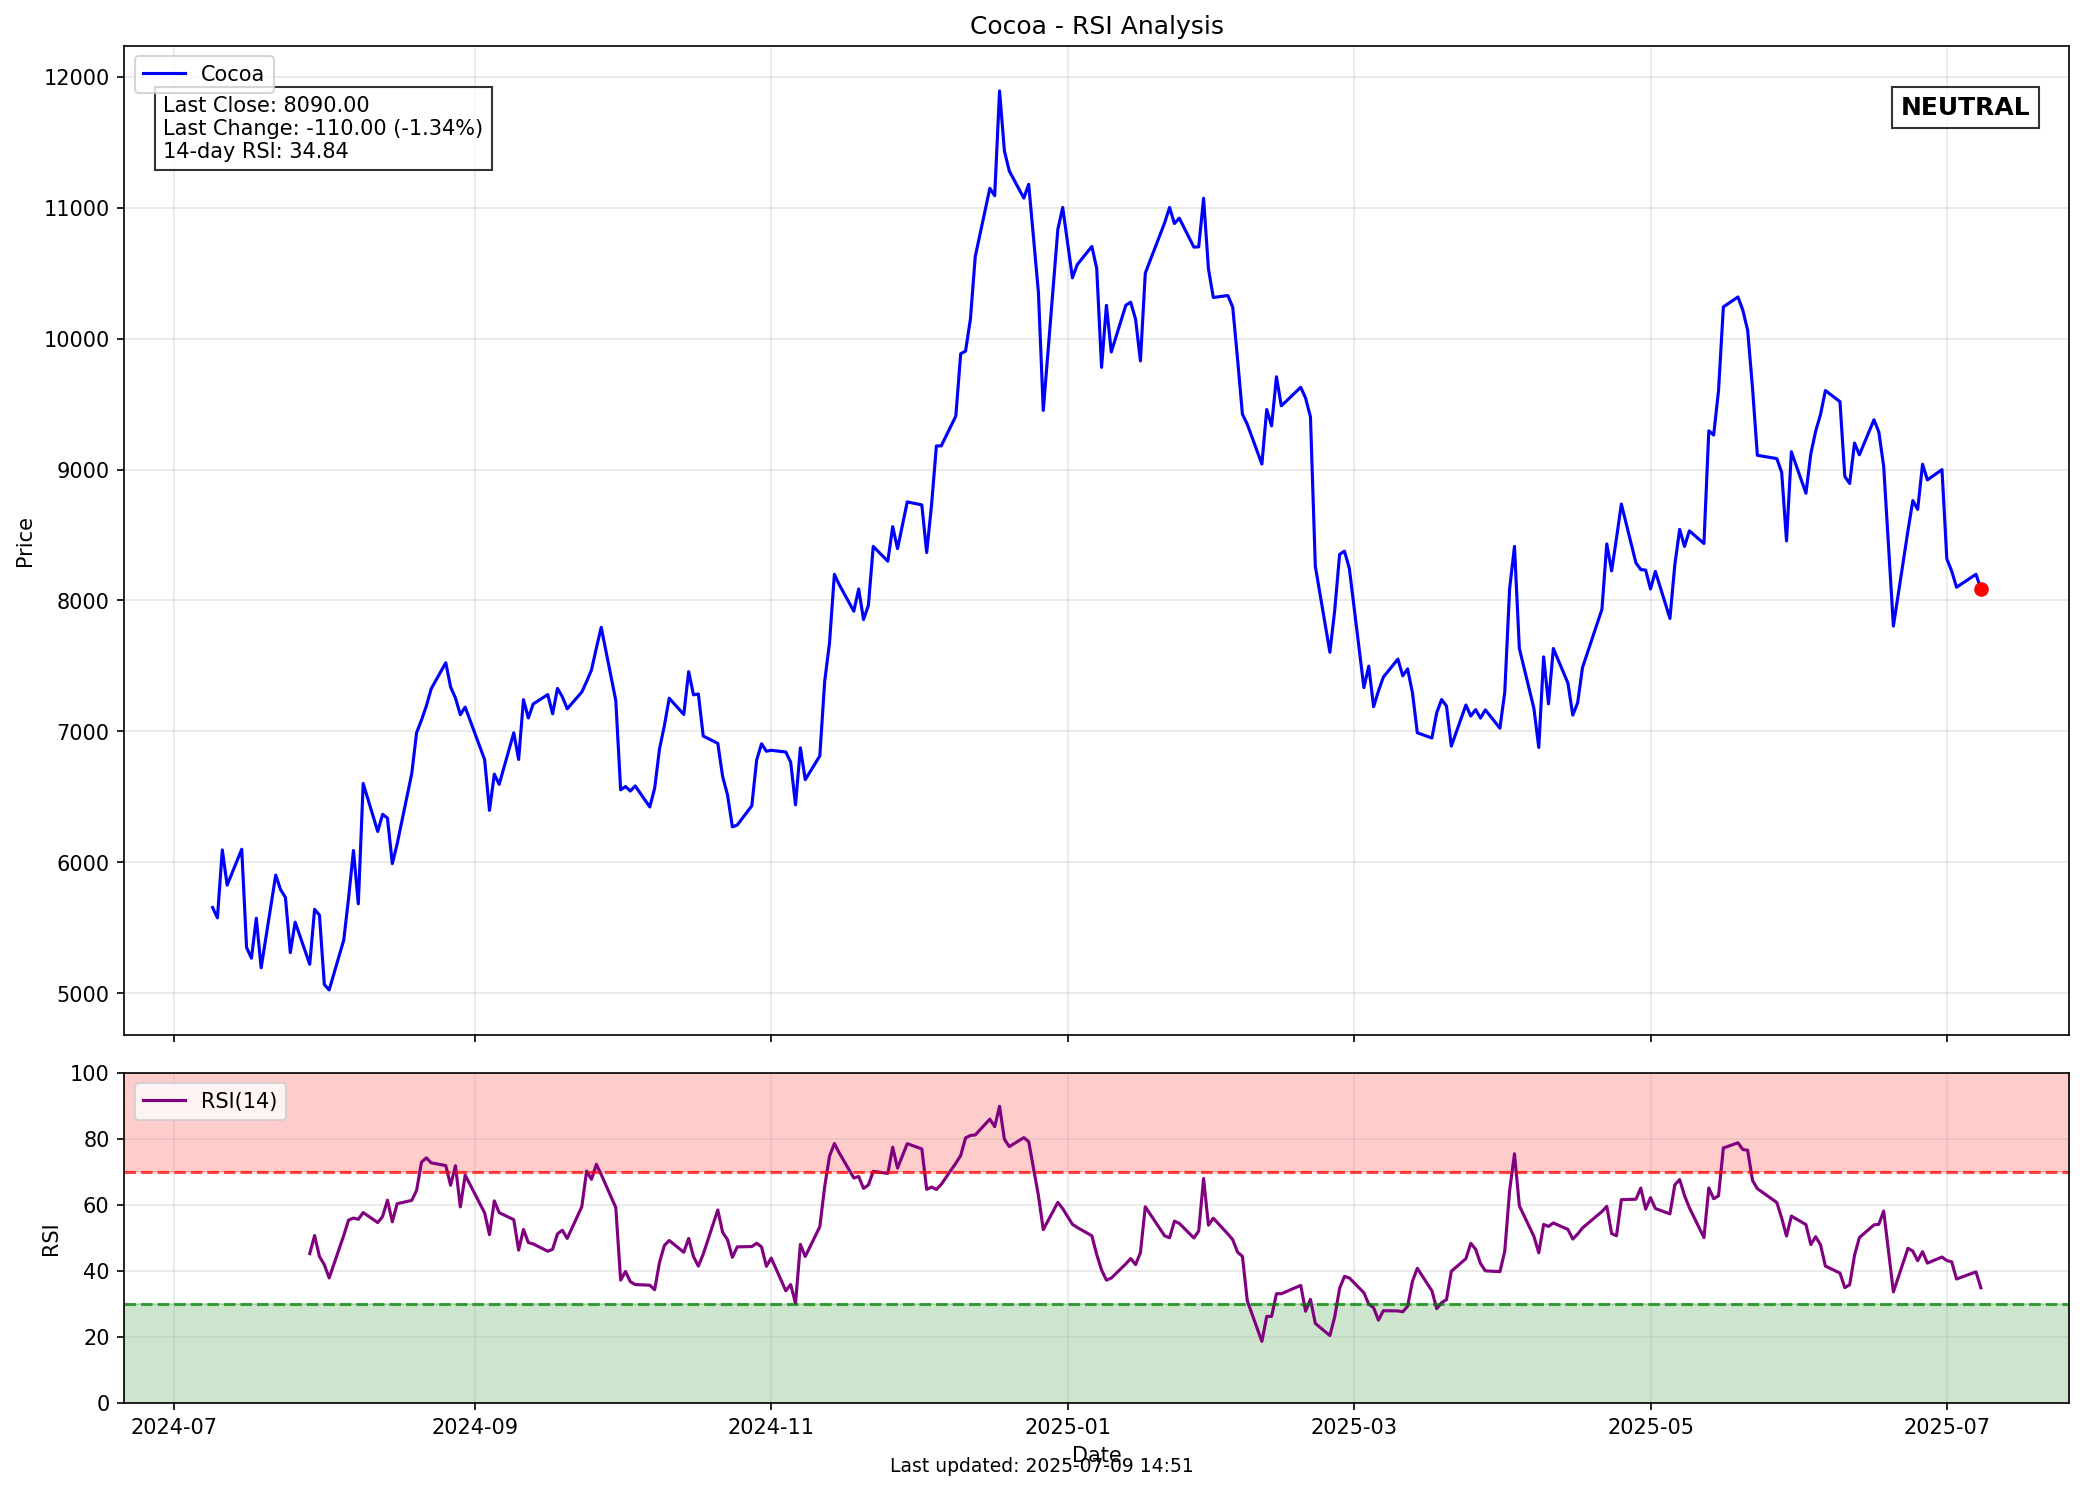 Cocoa - RSI Analysis
Cocoa
Last Close: 8090.00
Last Change: -110.00 (-1.34%)
14-day RSI: 34.84
NEUTRAL
12000
11000
10000
9000
8000
7000
6000
5000
Price
RSI(14)
100
80
60
40
20
0
RSI
2024-07
2024-09
2024-11
2025-01
2025-03
2025-05
2025-07
Date
Last updated: 2025-07-09 14:51